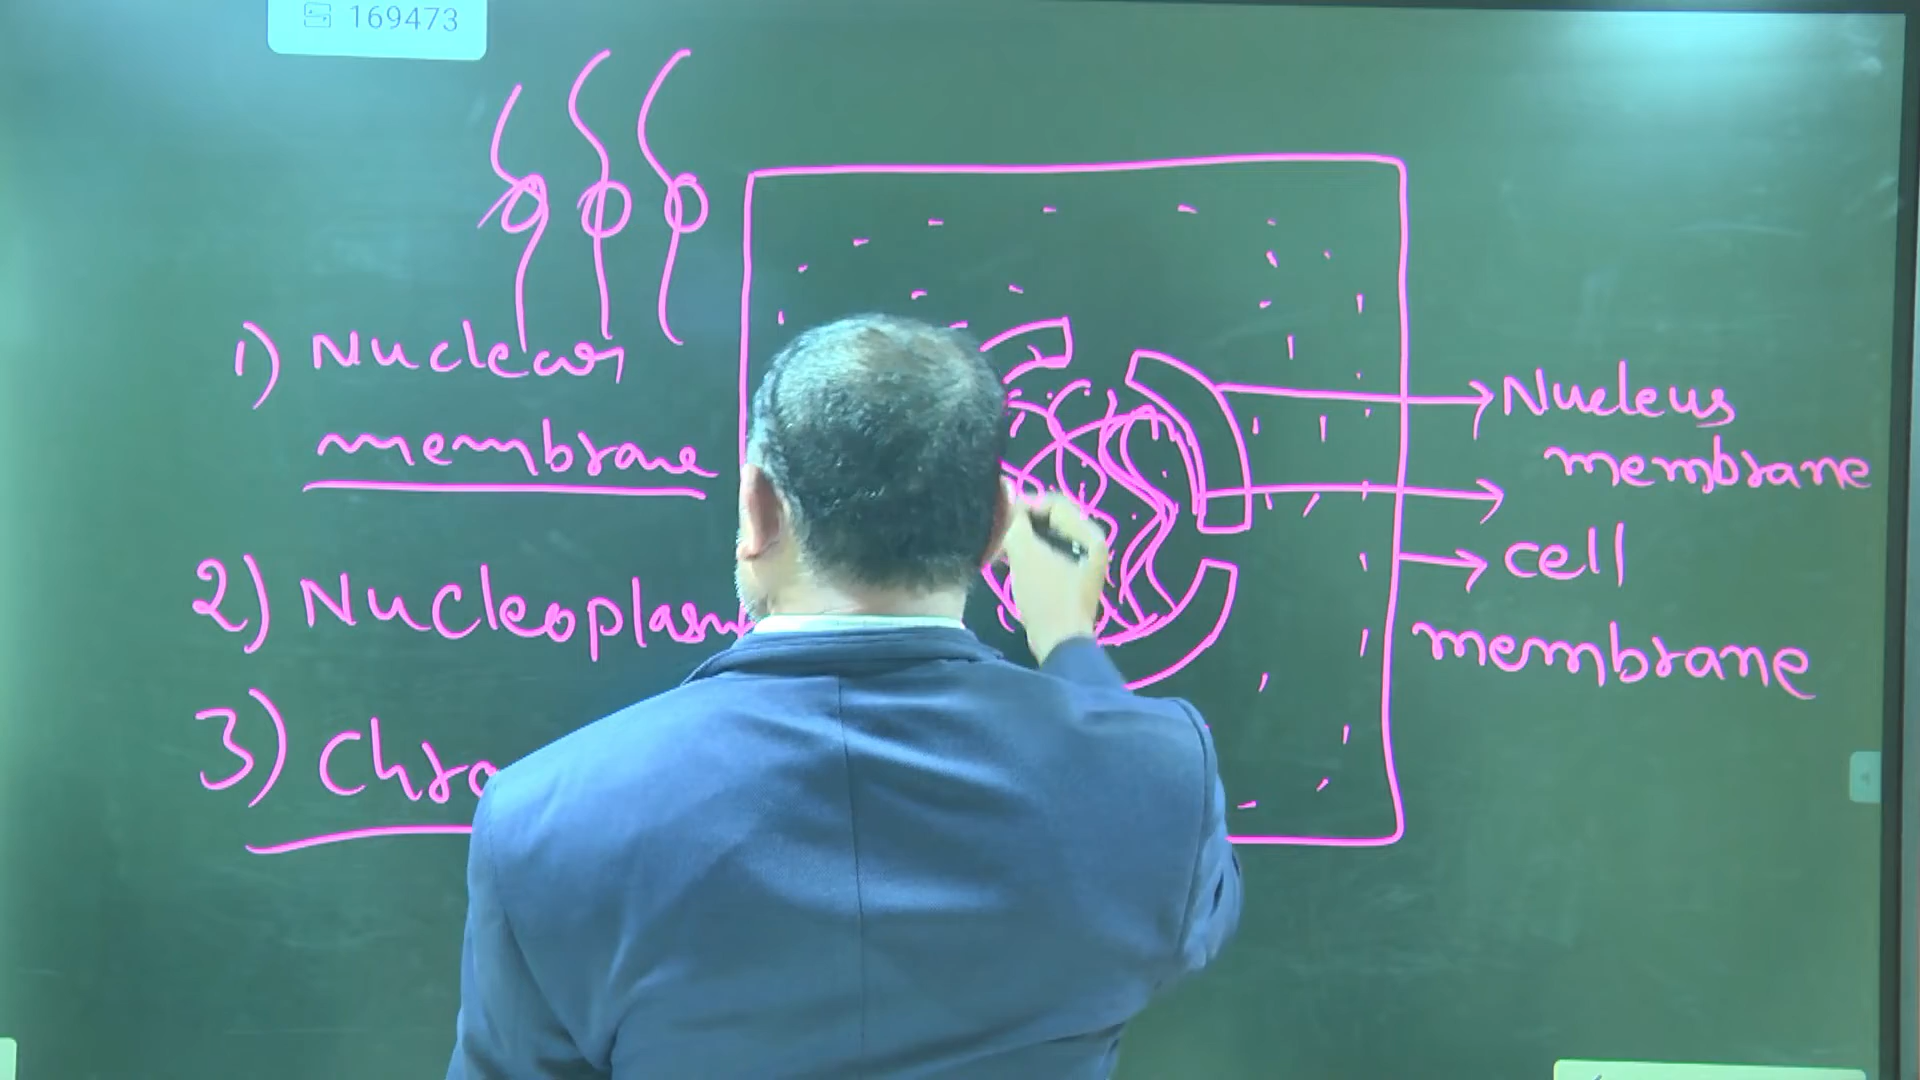 169473
1) Nuclear
membrane
2) Nucleoplasm
3) Chro
Nucleus
membrane
cell
membrane